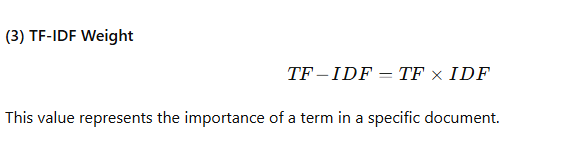 (3) TF-IDF Weight
TF–IDF = TF × IDF
This value represents the importance of a term in a specific document.